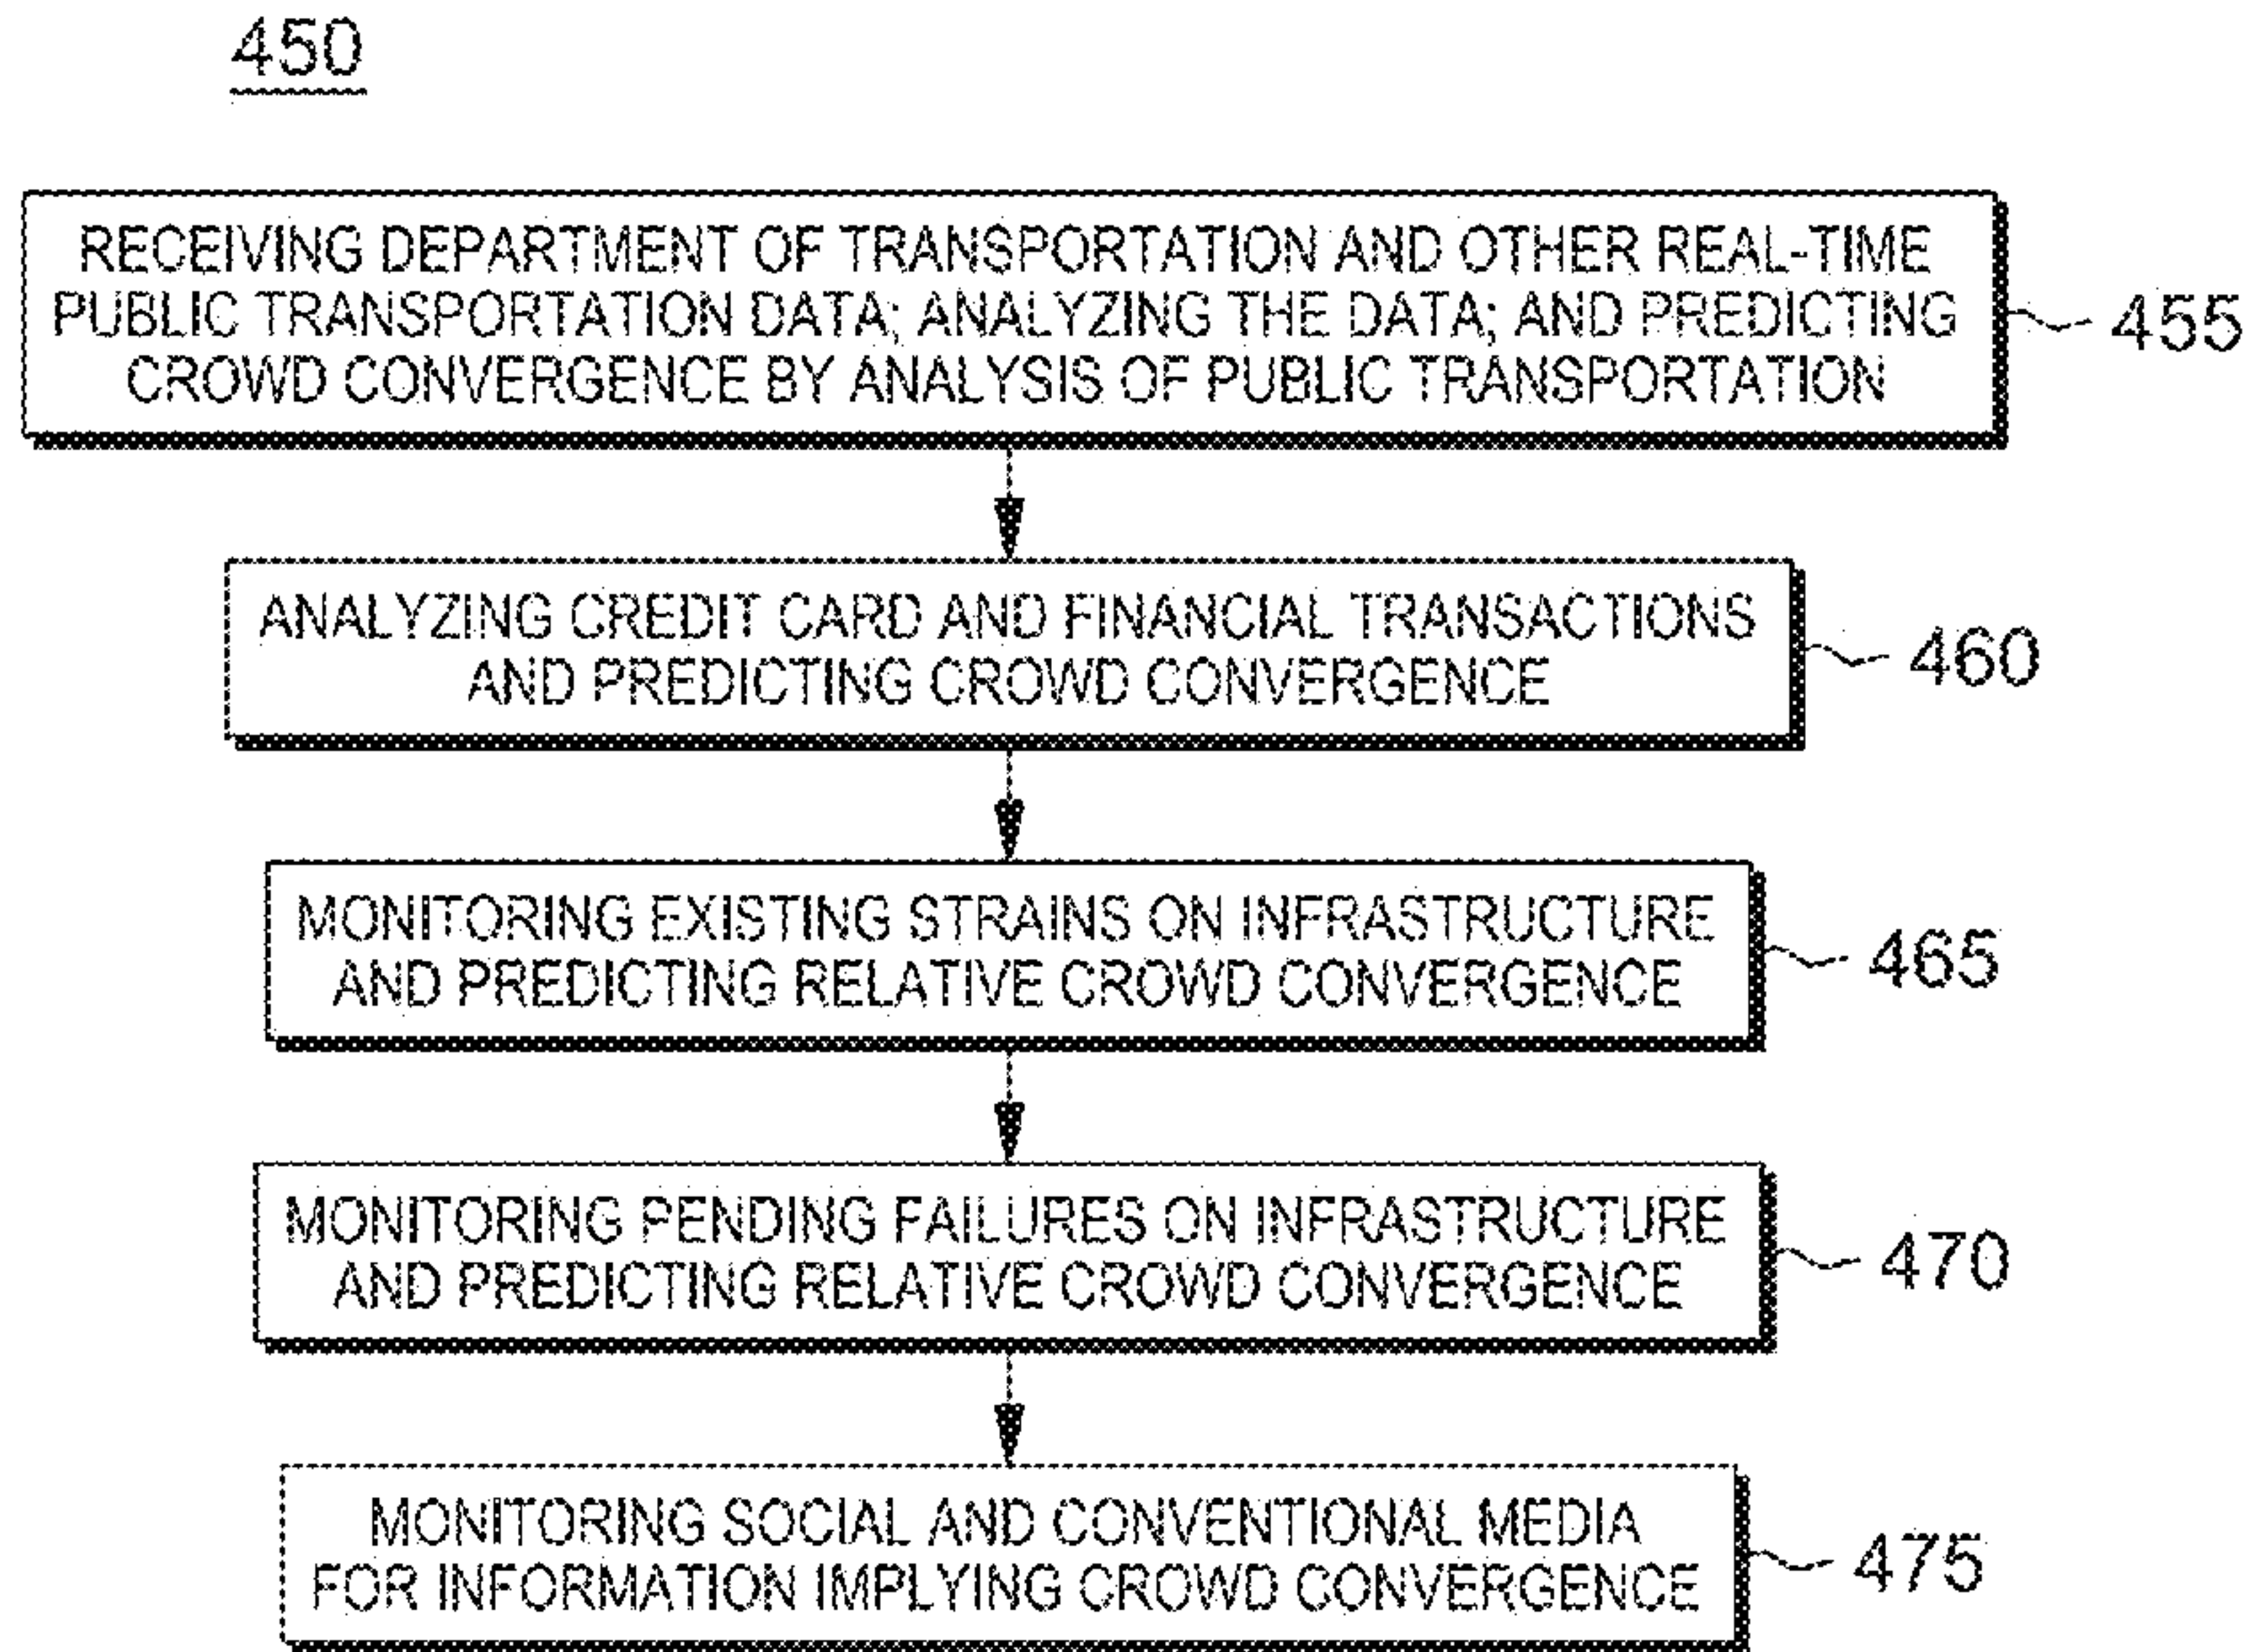 450
RECEIVING DEPARTMENT OF TRANSPORTATION AND OTHER REAL-TIME
PUBLIC TRANSPORTATION DATA; ANALYZING THE DATA; AND PREDICTING
CROWD CONVERGENCE BY ANALYSIS OF PUBLIC TRANSPORTATION
455
ANALYZING CREDIT CARD AND FINANCIAL TRANSACTIONS
AND PREDICTING CROWD CONVERGENCE
460
MONITORING EXISTING STRAINS ON INFRASTRUCTURE
AND PREDICTING RELATIVE CROWD CONVERGENCE
465
MONITORING PENDING FAILURES ON INFRASTRUCTURE
AND PREDICTING RELATIVE CROWD CONVERGENCE
470
MONITORING SOCIAL AND CONVENTIONAL MEDIA
FOR INFORMATION IMPLYING CROWD CONVERGENCE
475